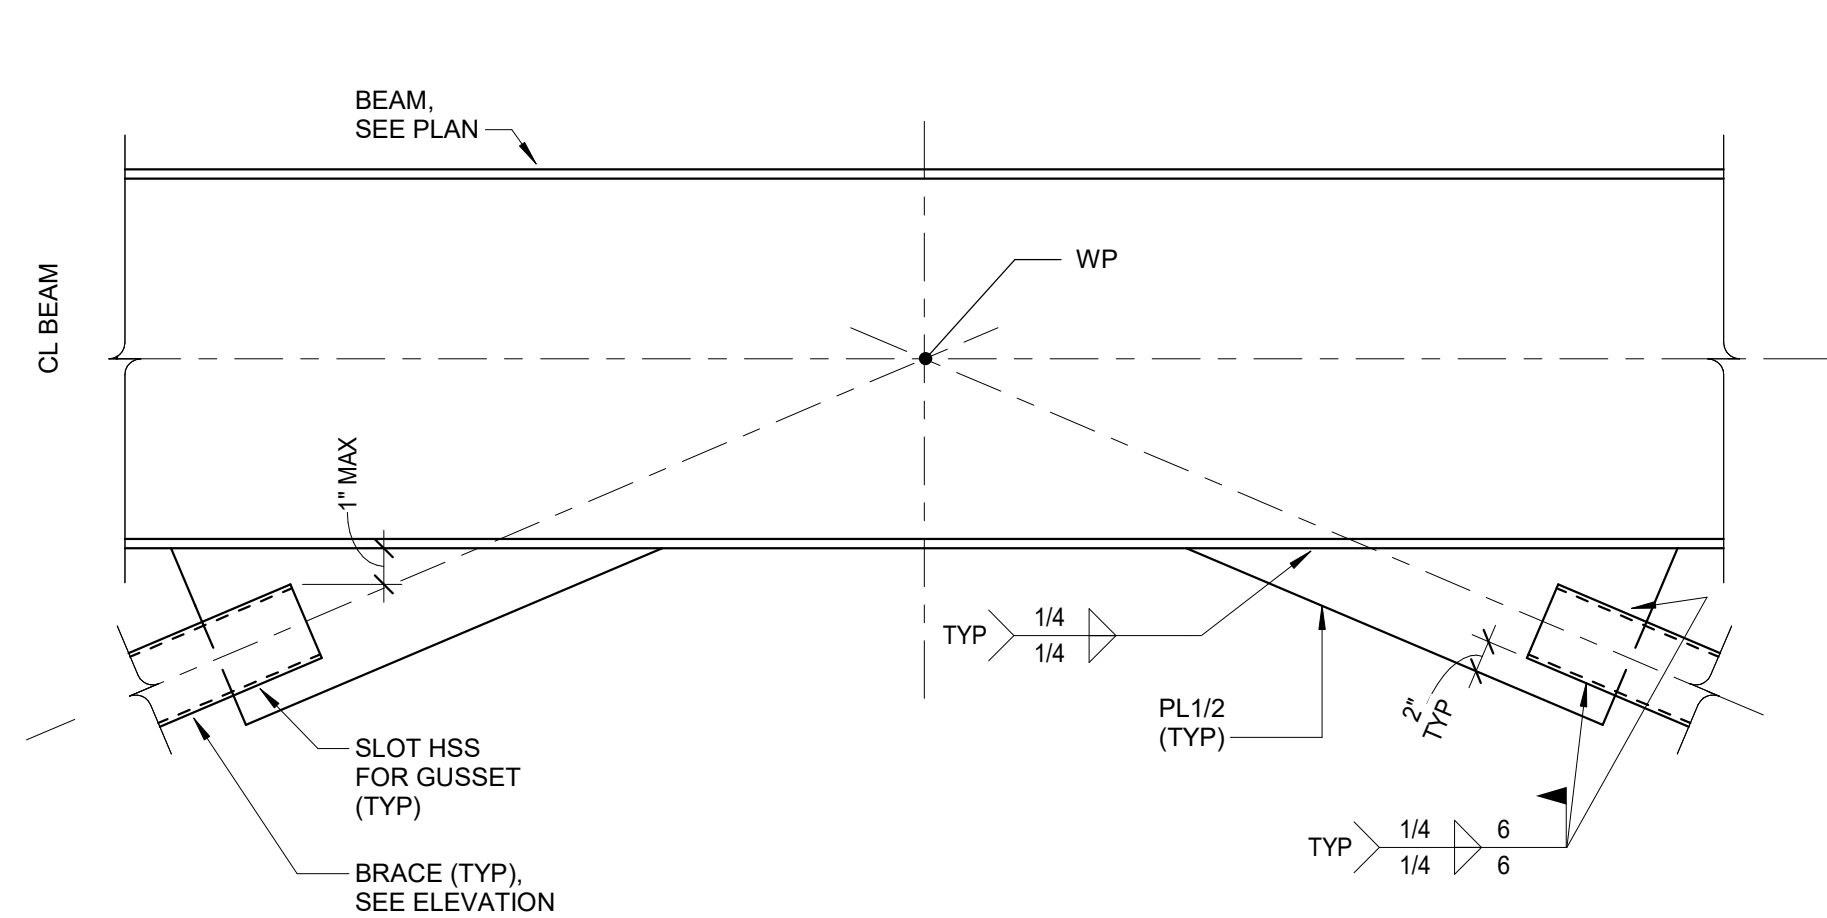 BEAM,
SEE PLAN
WP
CL BEAM
1" MAX
TYP
1/4
1/4
PL1/2
(TYP)
2"
TYP
SLOT HSS
FOR GUSSET
(TYP)
TYP
1/4 6
1/4 6
BRACE (TYP),
SEE ELEVATION